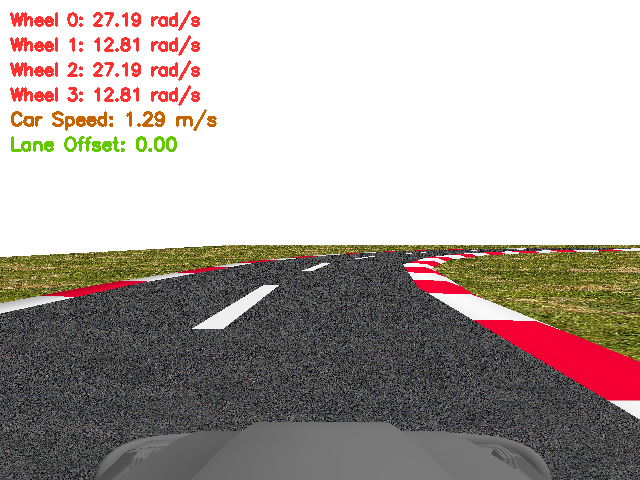 Wheel 0: 27.19 rad/s
Wheel 1: 12.81 rad/s
Wheel 2: 27.19 rad/s
Wheel 3: 12.81 rad/s
Car Speed: 1.29 m/s
Lane Offset: 0.00